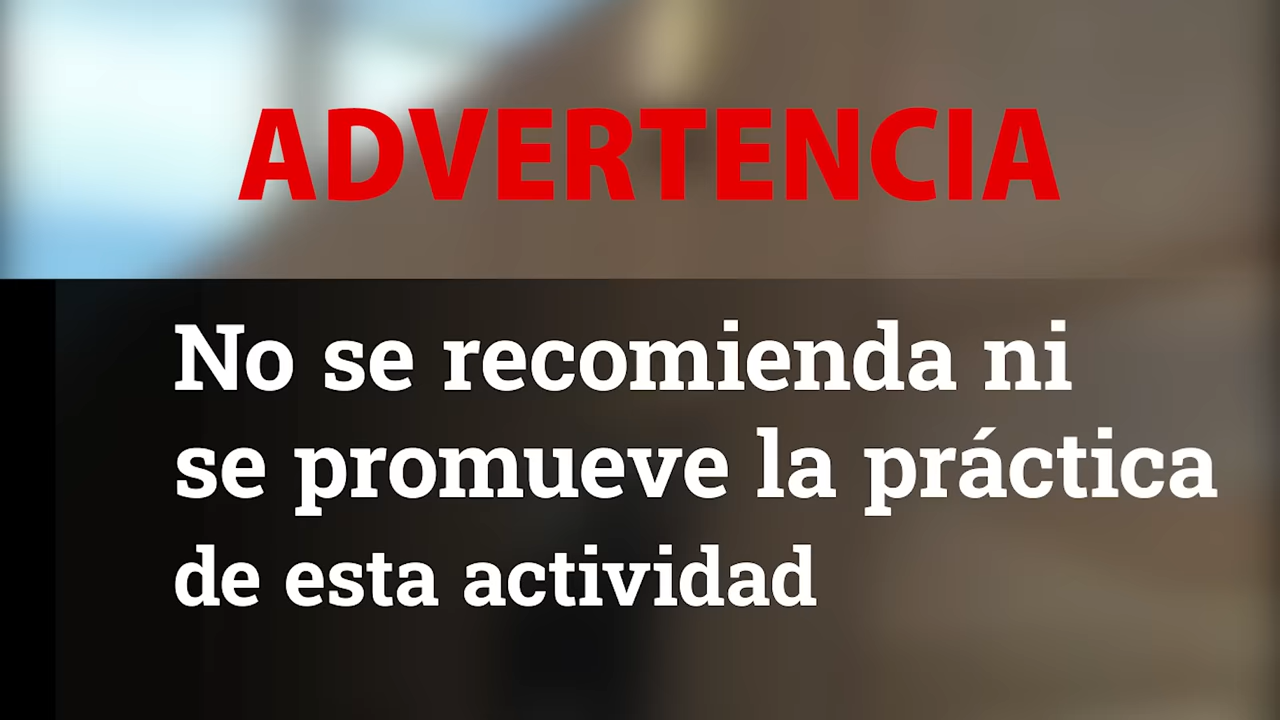 ADVERTENCIA
No se recomienda ni
se promueve la práctica
de esta actividad